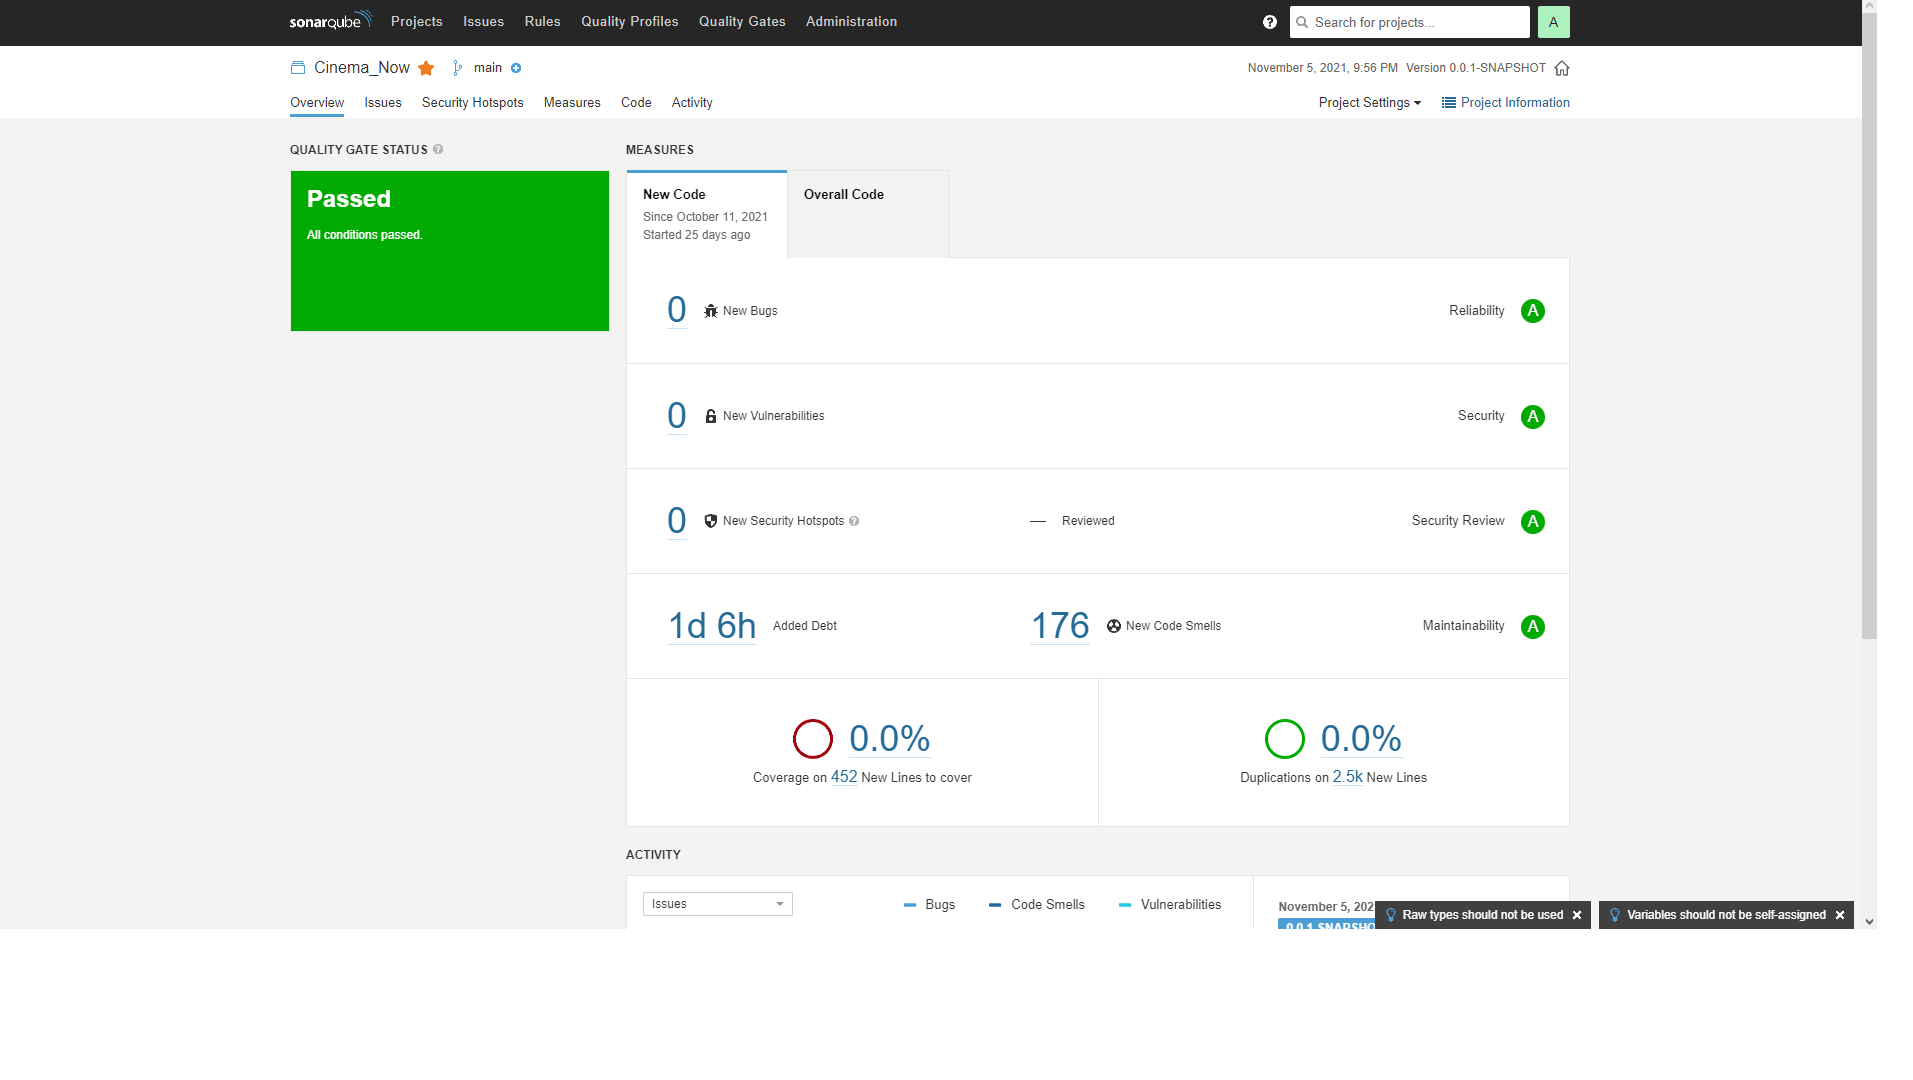 sonarqube Projects Issues Rules Quality Profiles Quality Gates Administration ? Search for projects... A
Cinema_Now main November 5, 2021, 9:56 PM Version 0.0.1-SNAPSHOT
Overview Issues Security Hotspots Measures Code Activity Project Settings Project Information
QUALITY GATE STATUS ? MEASURES
Passed
All conditions passed.
New Code Overall Code
Since October 11, 2021
Started 25 days ago
0 New Bugs Reliability A
0 New Vulnerabilities Security A
0 New Security Hotspots ? — Reviewed Security Review A
1d 6h Added Debt 176 New Code Smells Maintainability A
0.0% 0.0%
Coverage on 452 New Lines to cover Duplications on 2.5k New Lines
ACTIVITY
Issues Bugs Code Smells Vulnerabilities November 5, 202
0.0.1-SNAPSHO
Raw types should not be used × Variables should not be self-assigned ×